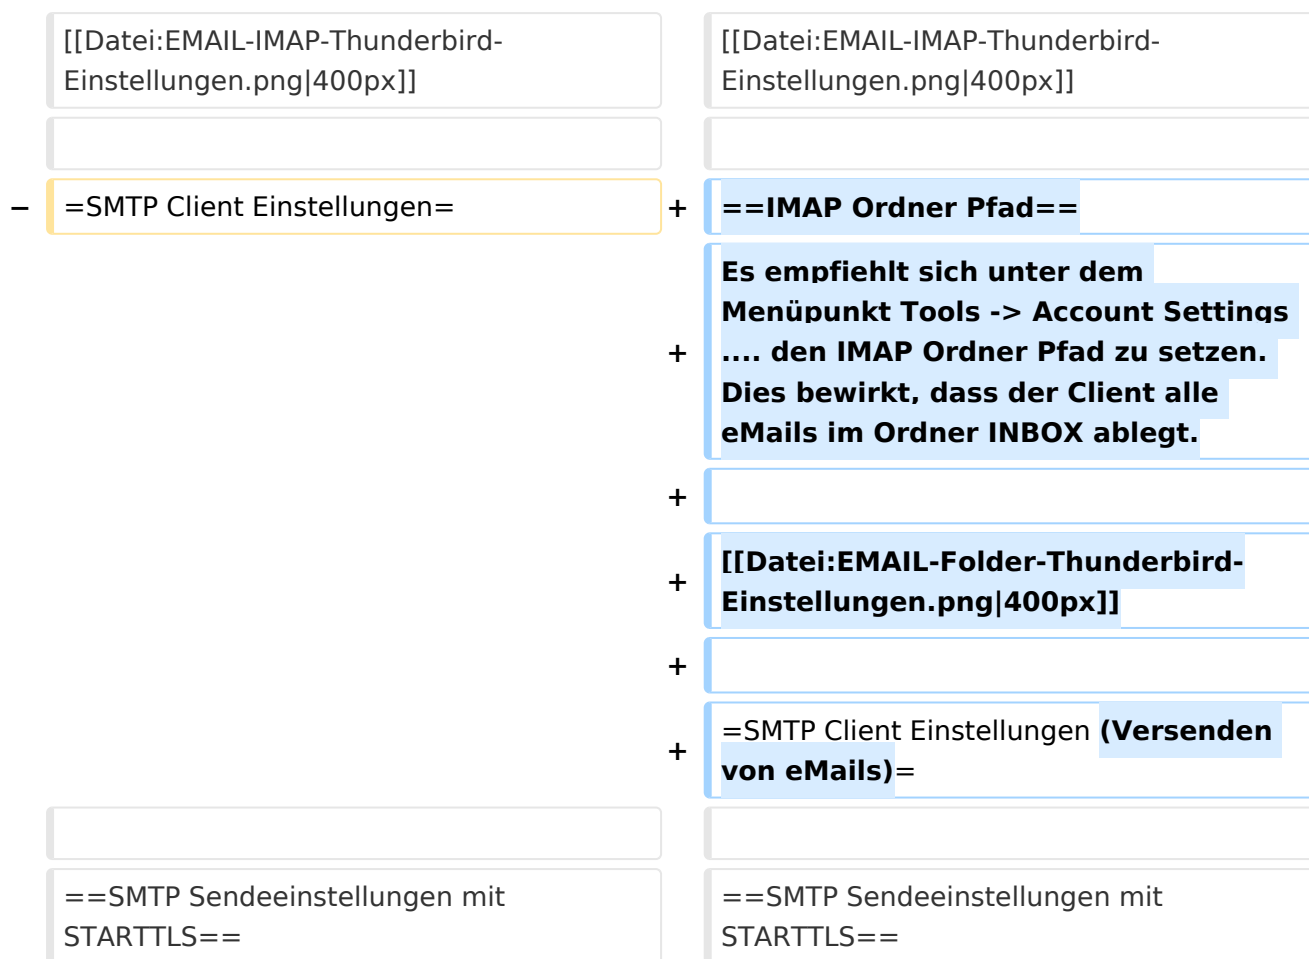 [[Datei:EMAIL-IMAP-Thunderbird-
Einstellungen.png|400px]]
[[Datei:EMAIL-IMAP-Thunderbird-
Einstellungen.png|400px]]
− =SMTP Client Einstellungen=
+ ==IMAP Ordner Pfad==
Es empfiehlt sich unter dem
Menüpunkt Tools -> Account Settings
+ .... den IMAP Ordner Pfad zu setzen.
Dies bewirkt, dass der Client alle
eMails im Ordner INBOX ablegt.
+
[[Datei:EMAIL-Folder-Thunderbird-
+ Einstellungen.png|400px]]
+
=SMTP Client Einstellungen (Versenden
+ von eMails)=
==SMTP Sendeeinstellungen mit
STARTTLS==
==SMTP Sendeeinstellungen mit
STARTTLS==